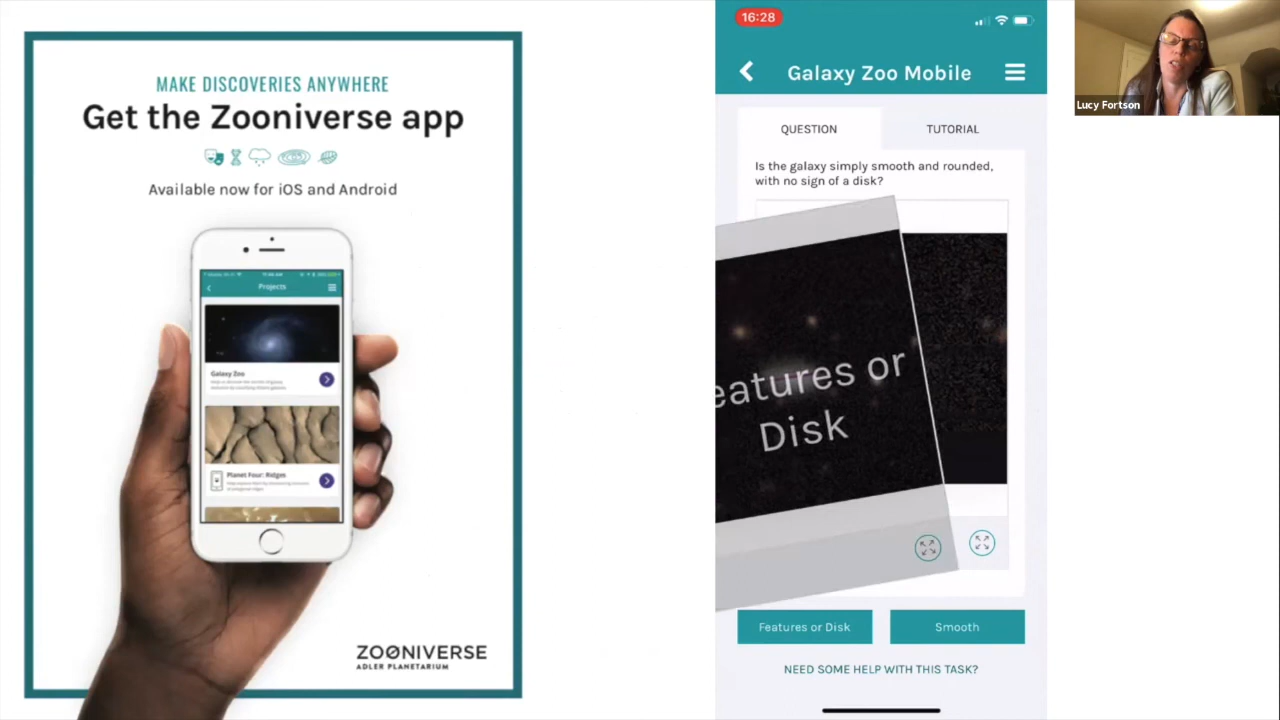 MAKE DISCOVERIES ANYWHERE
Get the Zooniverse app
Available now for iOS and Android
Projects
Galaxy Zoo
Planet Four: Ridges
ZOONIVERSE
ADLER PLANETARIUM
16:28
Galaxy Zoo Mobile
QUESTION
TUTORIAL
Is the galaxy simply smooth and rounded,
with no sign of a disk?
eatures or
Disk
Features or Disk
Smooth
NEED SOME HELP WITH THIS TASK?
Lucy Fortson